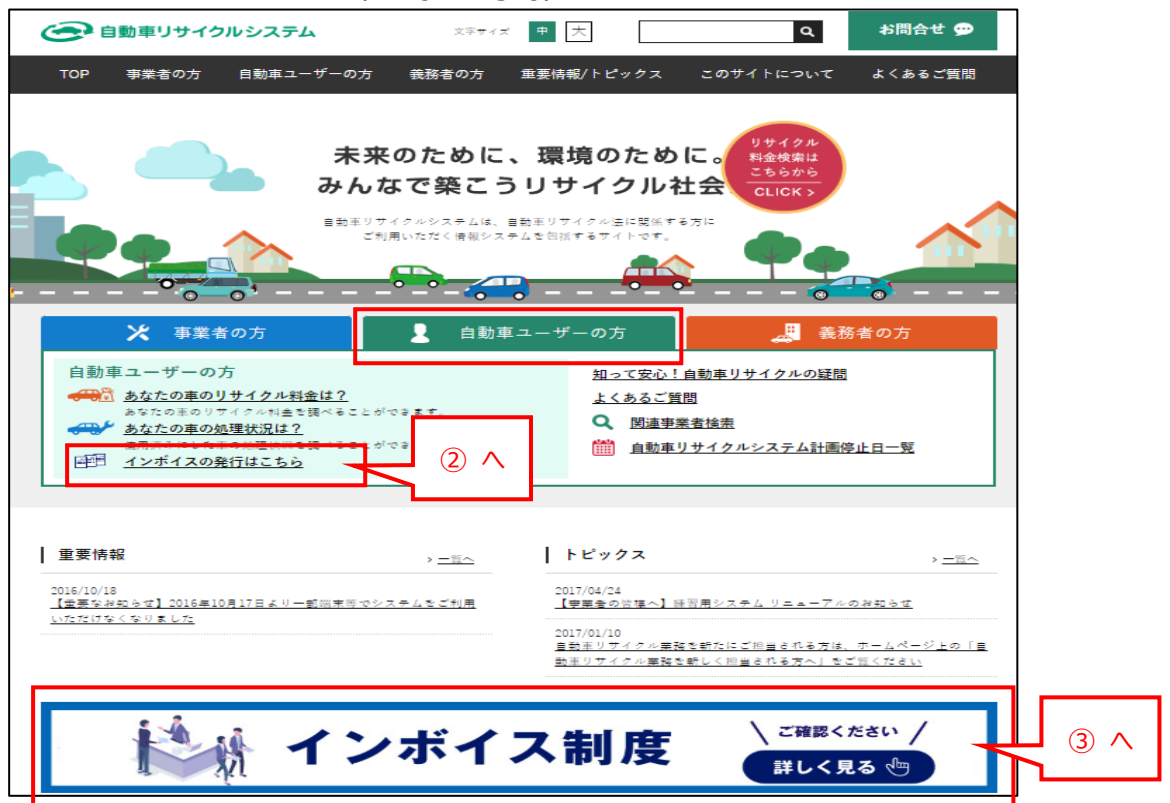 自動車リサイクルシステム
文字サイズ 中 大
お問合せ
TOP 事業者の方 自動車ユーザーの方 義務者の方 重要情報/トピックス このサイトについて よくあるご質問
未来のために、環境のために。
みんなで築こうリサイクル社会
リサイクル
料金検索は
こちらから
CLICK >
自動車リサイクルシステムは、自動車リサイクル法に関係する方に
ご利用いただく情報システムを包括するサイトです。
事業者の方
自動車ユーザーの方
義務者の方
自動車ユーザーの方
あなたの車のリサイクル料金は？
あなたの車のリサイクル料金を調べることができます。
あなたの車の処理状況は？
使用済みにした車の処理状況を調べることができ
インボイスの発行はこちら
② へ
知って安心！自動車リサイクルの疑問
よくあるご質問
関連事業者検索
自動車リサイクルシステム計画停止日一覧
重要情報
> 一覧へ
2016/10/18
【重要なお知らせ】2016年10月17日より一部端末等でシステムをご利用
いただけなくなりました
トピックス
> 一覧へ
2017/04/24
【事業者の皆様へ】練習用システム リニューアルのお知らせ
2017/01/10
自動車リサイクル業務を新たにご担当される方は、ホームページ上の「自
動車リサイクル業務を新しく担当される方へ」をご覧ください
インボイス制度
ご確認ください
詳しく見る
③ へ